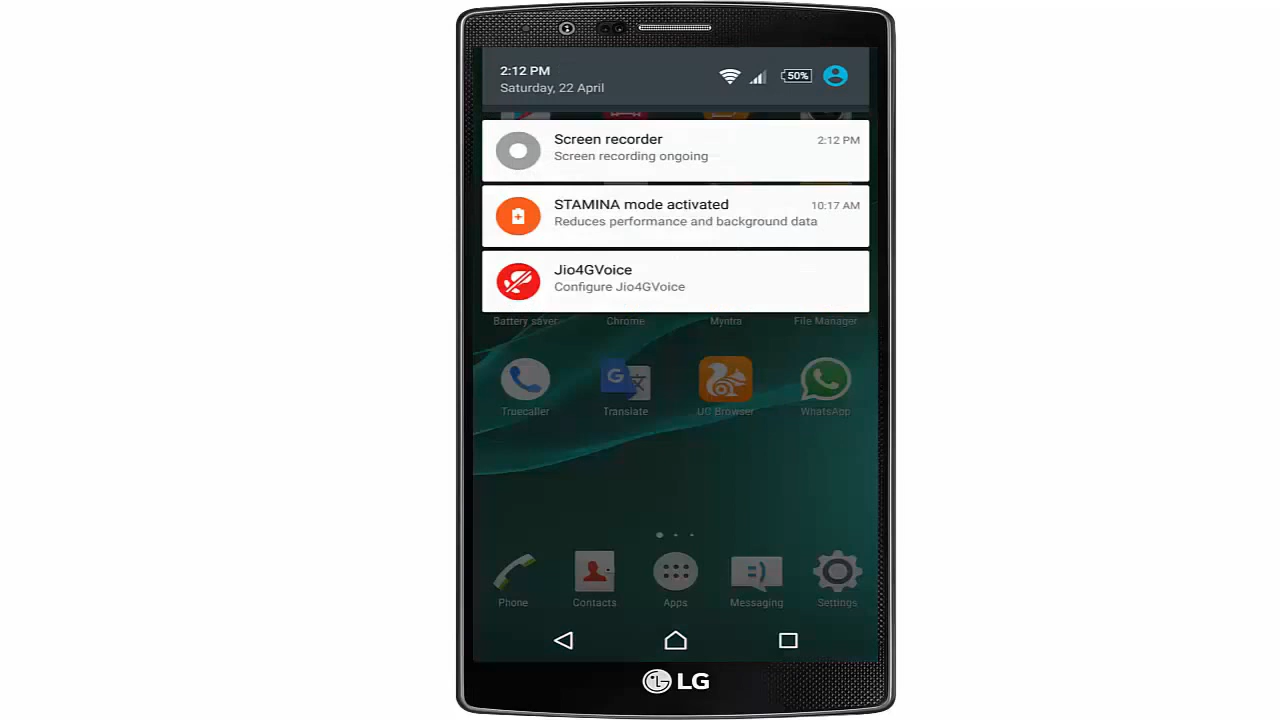 2:12 PM
50%
Saturday, 22 April
Screen recorder
2:12 PM
Screen recording ongoing
STAMINA mode activated
10:17 AM
Reduces performance and background data
Jio4GVoice
Configure Jio4GVoice
Battery saver Chrome Myntra File Manager
Truecaller Translate UC Browser WhatsApp
Phone Contacts Apps Messaging Settings
LG